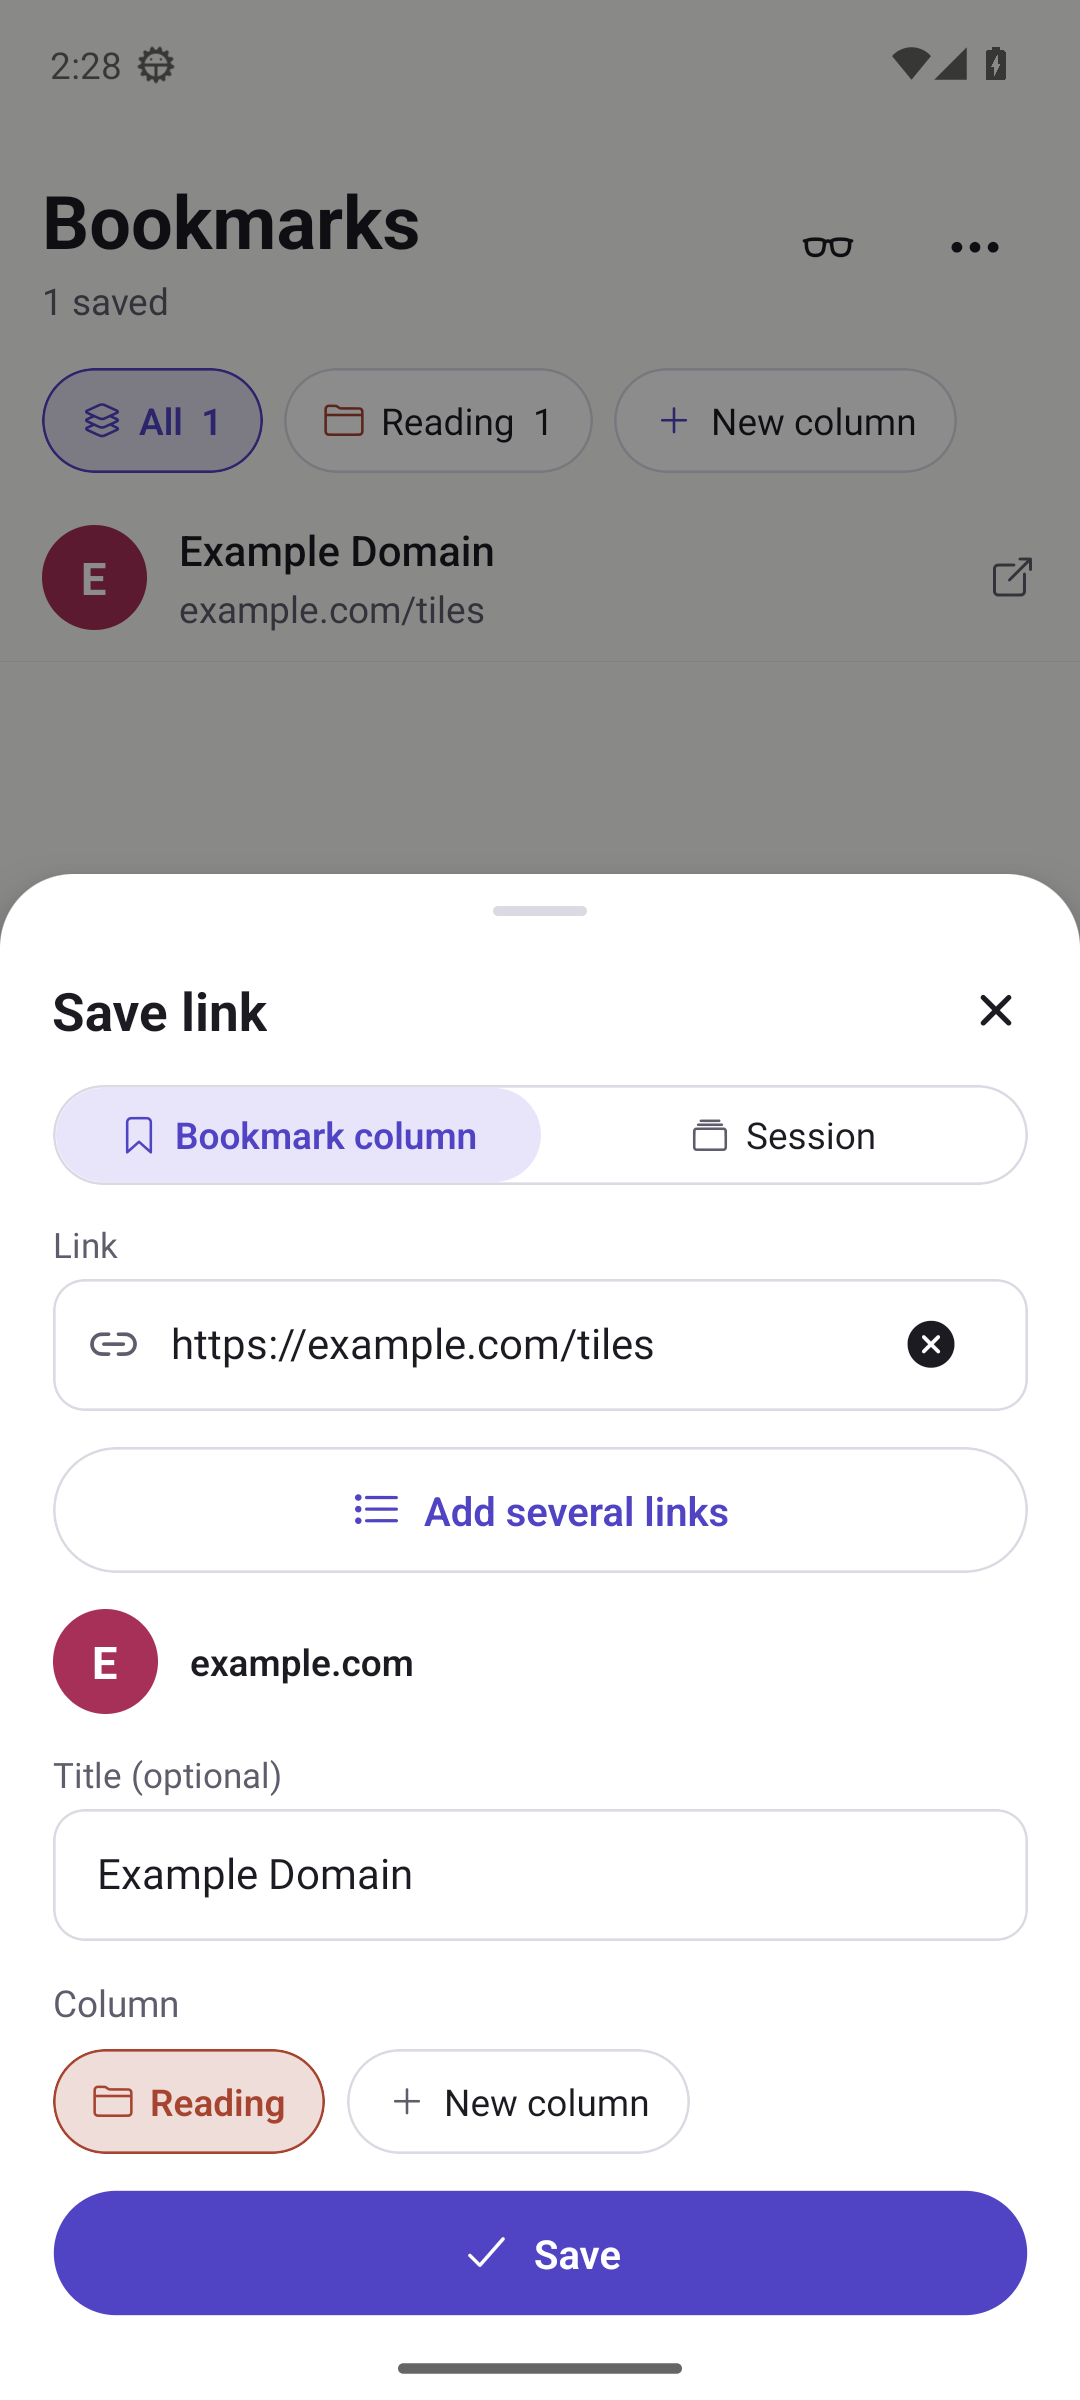 2:28
Bookmarks
1 saved
All 1
Reading 1
New column
E
Example Domain
example.com/tiles
Save link
Bookmark column
Session
Link
https://example.com/tiles
Add several links
E
example.com
Title (optional)
Example Domain
Column
Reading
New column
Save